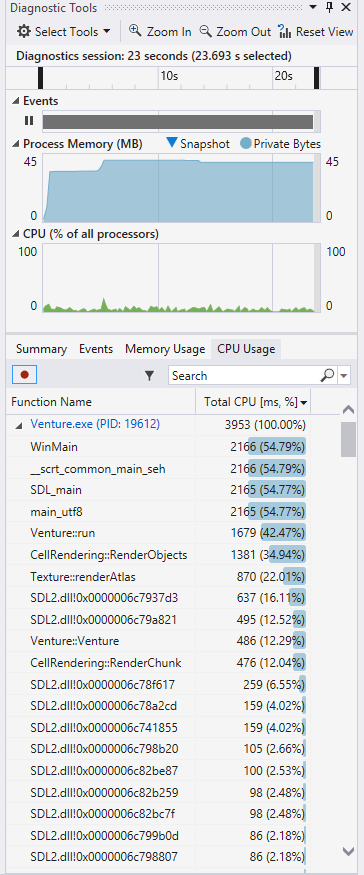 Diagnostic Tools
Select Tools Zoom In Zoom Out Reset View
Diagnostics session: 23 seconds (23.693 s selected)
10s 20s
Events
Process Memory (MB) Snapshot Private Bytes
45 45
0 0
CPU (% of all processors)
100 100
0 0
Summary Events Memory Usage CPU Usage
Search
Function Name Total CPU [ms, %]
Venture.exe (PID: 19612) 3953 (100.00%)
WinMain 2166 (54.79%)
__scrt_common_main_seh 2166 (54.79%)
SDL_main 2165 (54.77%)
main_utf8 2165 (54.77%)
Venture::run 1679 (42.47%)
CellRendering::RenderObjects 1381 (34.94%)
Texture::renderAtlas 870 (22.01%)
SDL2.dll!0x0000006c7937d3 637 (16.11%)
SDL2.dll!0x0000006c79a821 495 (12.52%)
Venture::Venture 486 (12.29%)
CellRendering::RenderChunk 476 (12.04%)
SDL2.dll!0x0000006c78f617 259 (6.55%)
SDL2.dll!0x0000006c78a2cd 159 (4.02%)
SDL2.dll!0x0000006c741855 159 (4.02%)
SDL2.dll!0x0000006c798b20 105 (2.66%)
SDL2.dll!0x0000006c82be87 100 (2.53%)
SDL2.dll!0x0000006c82b259 98 (2.48%)
SDL2.dll!0x0000006c82bc7f 98 (2.48%)
SDL2.dll!0x0000006c799b0d 86 (2.18%)
SDL2.dll!0x0000006c798807 86 (2.18%)